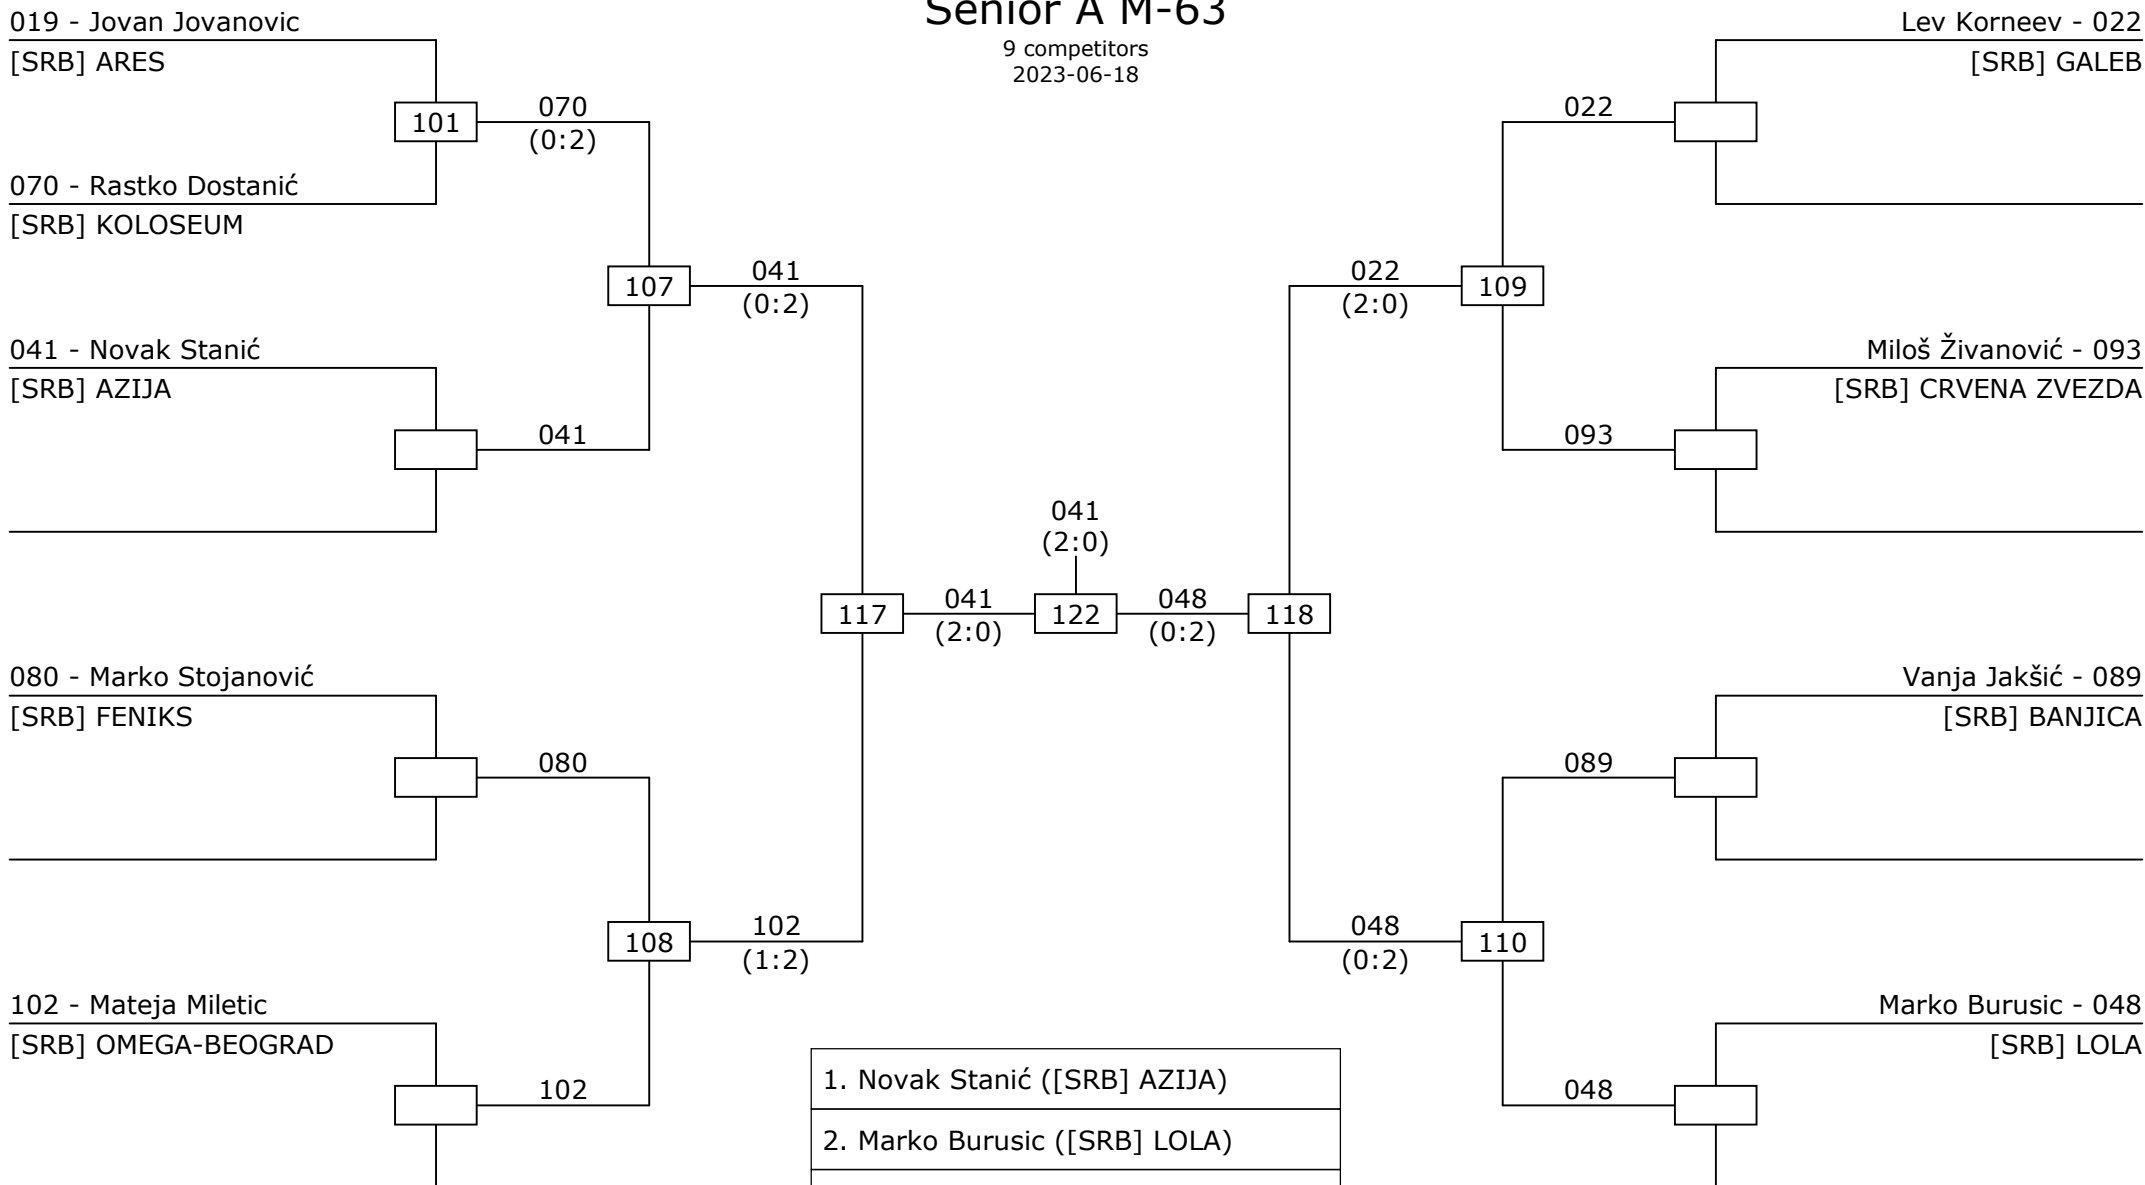 Senior A M-63
9 competitors
2023-06-18
019 - Jovan Jovanovic
[SRB] ARES
101
070
(0:2)
070 - Rastko Dostanić
[SRB] KOLOSEUM
107
041
(0:2)
041 - Novak Stanić
[SRB] AZIJA
041
080 - Marko Stojanović
[SRB] FENIKS
080
108
102
(1:2)
102 - Mateja Miletic
[SRB] OMEGA-BEOGRAD
102
117
041
(2:0)
041
(2:0)
122
048
(0:2)
118
Lev Korneev - 022
[SRB] GALEB
022
022
(2:0)
109
Miloš Živanović - 093
[SRB] CRVENA ZVEZDA
093
Vanja Jakšić - 089
[SRB] BANJICA
089
048
(0:2)
110
Marko Burusic - 048
[SRB] LOLA
048
1. Novak Stanić ([SRB] AZIJA)
2. Marko Burusic ([SRB] LOLA)